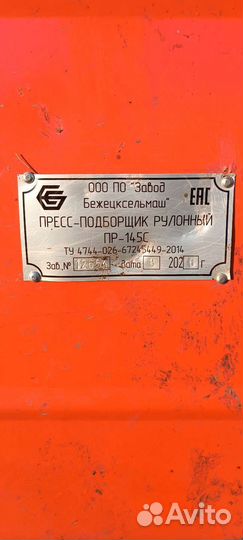 ООО ПО "Завод
Бежецксельмаш"
EAC
ПРЕСС-ПОДБОРЩИК РУЛОННЫЙ
ПР-145С
ТУ 4744-026-67245449-2014
Зав.№ Дата 202 г.
Avito